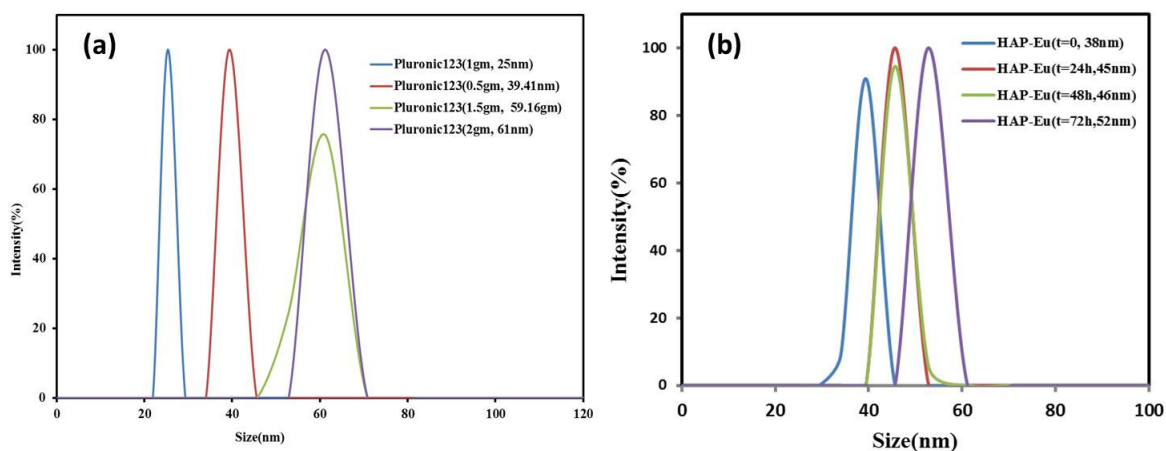 (a)
100
80
60
40
20
0
Intensity(%)
0 20 40 60 80 100 120
Size(nm)
Pluronic123(1gm, 25nm)
Pluronic123(0.5gm, 39.41nm)
Pluronic123(1.5gm, 59.16gm)
Pluronic123(2gm, 61nm)
(b)
100
80
60
40
20
0
Intensity(%)
0 20 40 60 80 100
Size(nm)
HAP-Eu(t=0, 38nm)
HAP-Eu(t=24h,45nm)
HAP-Eu(t=48h,46nm)
HAP-Eu(t=72h,52nm)